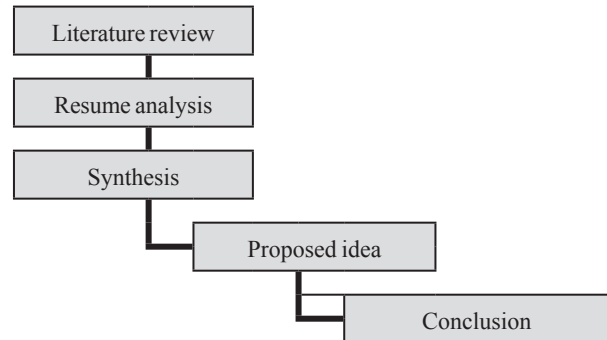 Literature review
Resume analysis
Synthesis
Proposed idea
Conclusion